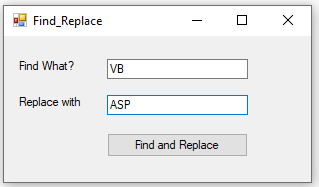 Find_Replace
Find What? VB
Replace with ASP
Find and Replace